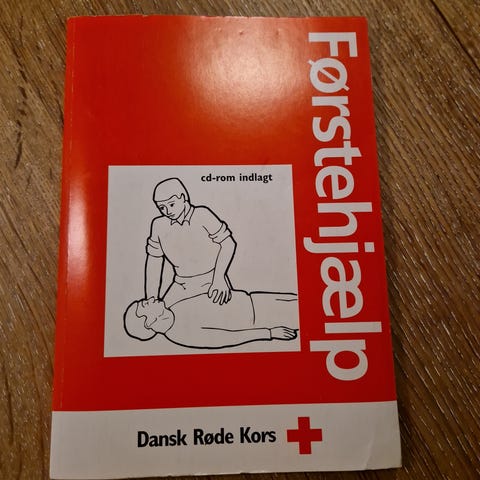 Førstehjælp
cd-rom indlagt
Dansk Røde Kors